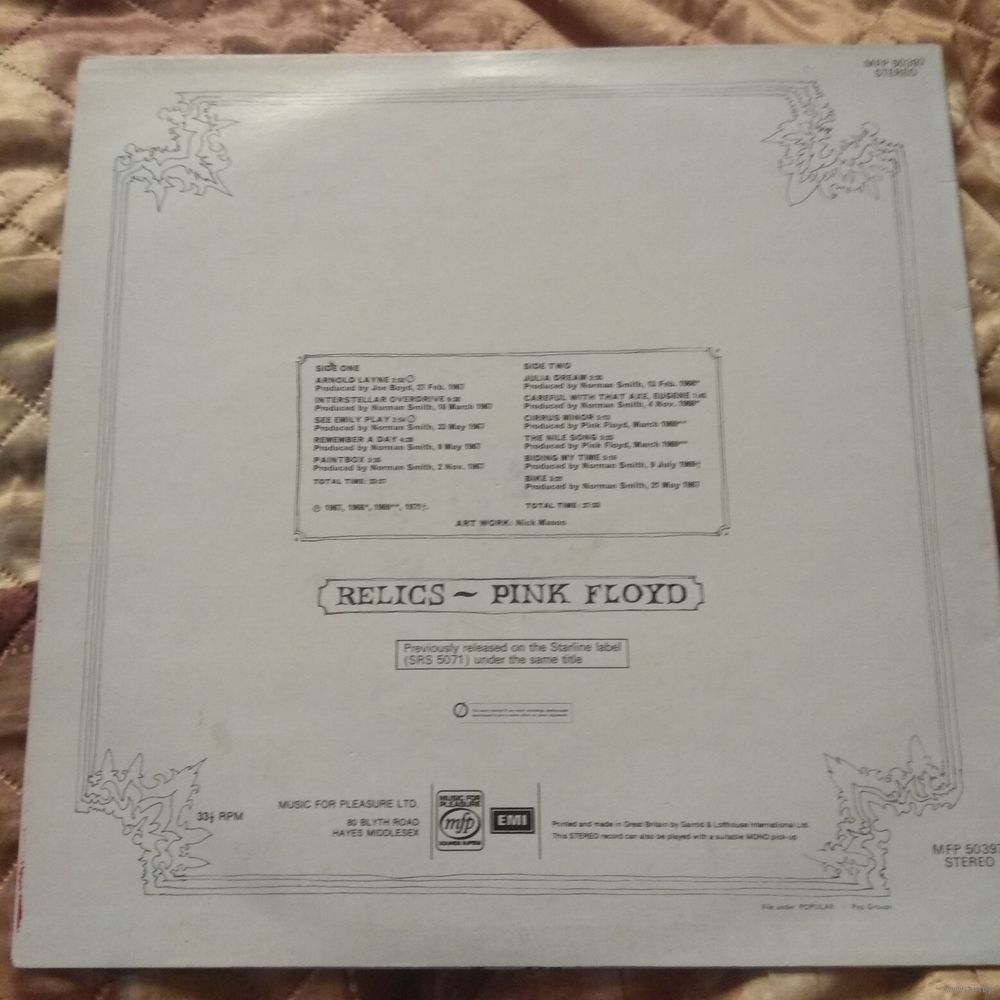 MFP 50397
STEREO
SIDE ONE
ARNOLD LAYNE
Produced by Joe Boyd, 27 Feb. 1967
INTERSTELLAR OVERDRIVE
Produced by Norman Smith, 16 March 1967
SEE EMILY PLAY
Produced by Norman Smith, 23 May 1967
REMEMBER A DAY
Produced by Norman Smith, 9 May 1967
PAINTBOX
Produced by Norman Smith, 2 Nov. 1967
TOTAL TIME:
℗ 1967, 1968*, 1969**, 1971†.
SIDE TWO
JULIA DREAM
Produced by Norman Smith, 13 Feb. 1968*
CAREFUL WITH THAT AXE, EUGENE
Produced by Norman Smith, 4 Nov. 1968*
CIRRUS MINOR
Produced by Pink Floyd, March 1969**
THE NILE SONG
Produced by Pink Floyd, March 1969**
BIDING MY TIME
Produced by Norman Smith, 9 July 1969†
BIKE
Produced by Norman Smith, 21 May 1967
TOTAL TIME:
ART WORK: Nick Mason
RELICS ~ PINK FLOYD
Previously released on the Starline label
(SRS 5071) under the same title
33⅓ RPM
MUSIC FOR PLEASURE LTD.
80 BLYTH ROAD
HAYES MIDDLESEX
MUSIC FOR
PLEASURE
mfp
SOUNDS SUPERB
EMI
Printed and made in Great Britain by Garrod & Lofthouse International Ltd.
This STEREO record can also be played with a suitable MONO pick-up
MFP 50397
STEREO
File under POPULAR : Pop Groups